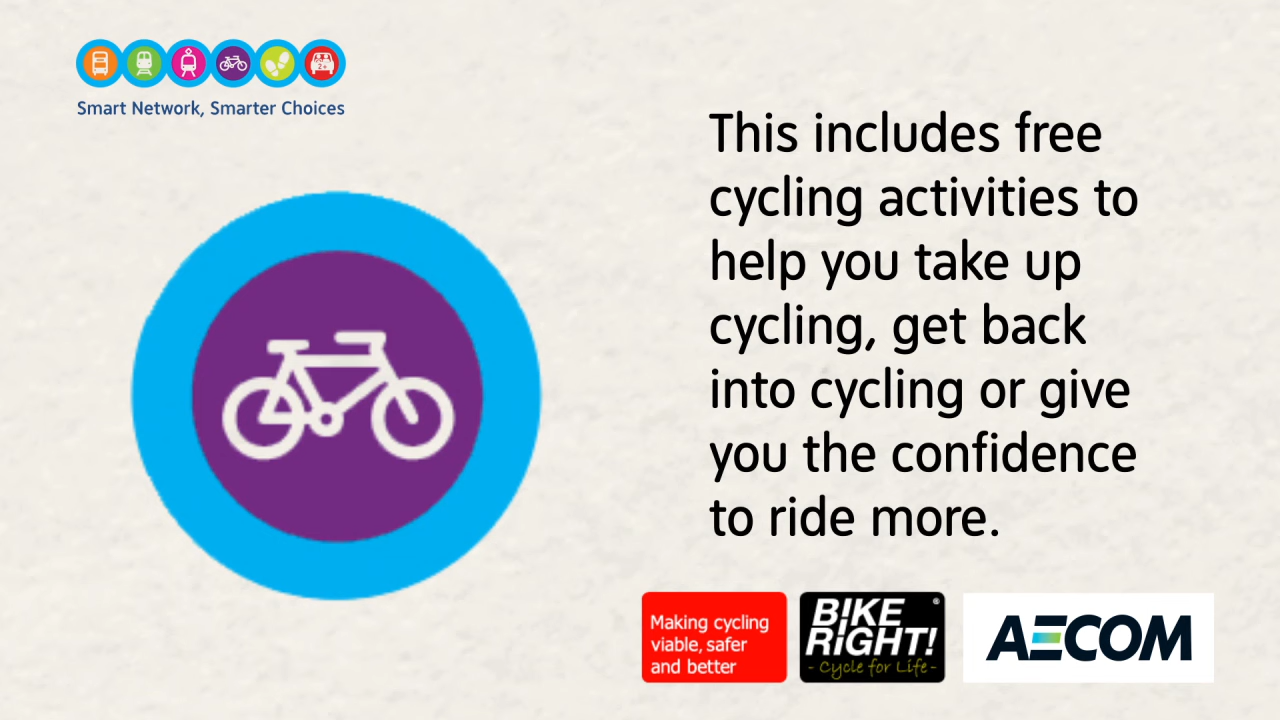 Smart Network, Smarter Choices
This includes free
cycling activities to
help you take up
cycling, get back
into cycling or give
you the confidence
to ride more.
Making cycling
viable, safer
and better
BIKE
RIGHT!®
- Cycle for Life -
AECOM